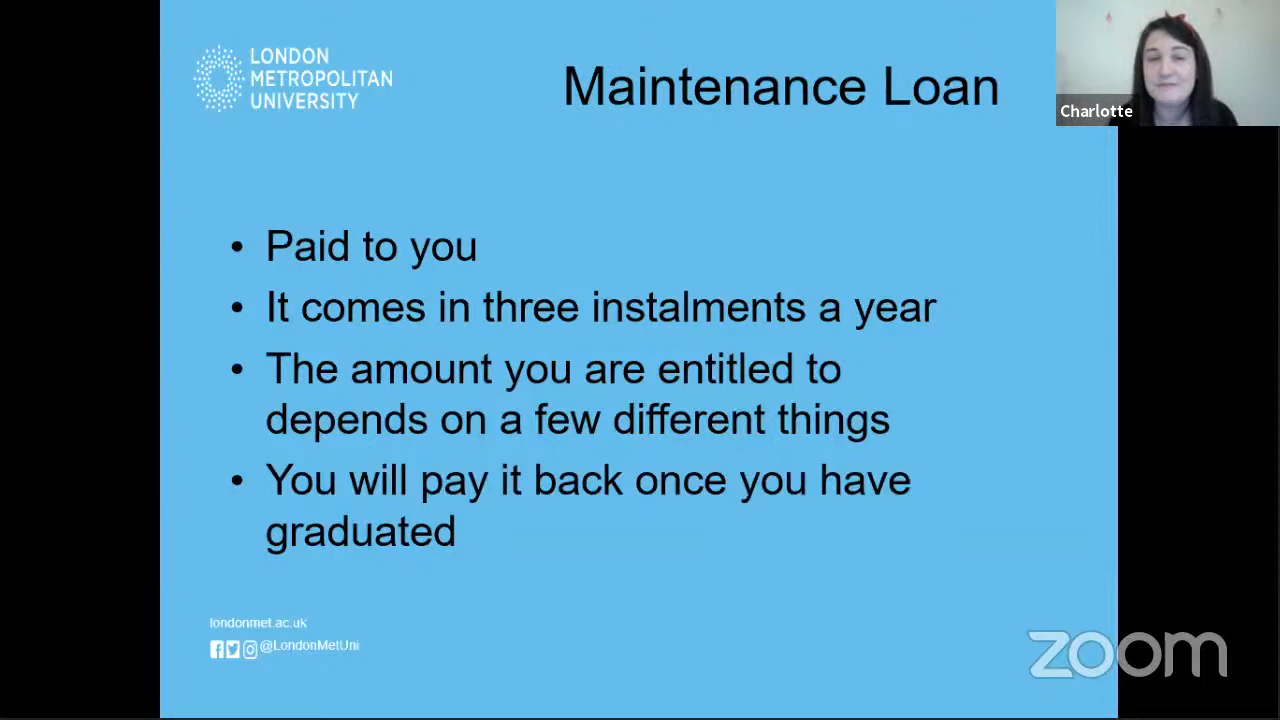 LONDON
METROPOLITAN
UNIVERSITY
Maintenance Loan
Charlotte
• Paid to you
• It comes in three instalments a year
• The amount you are entitled to
depends on a few different things
• You will pay it back once you have
graduated
londonmet.ac.uk
@LondonMetUni
zoom